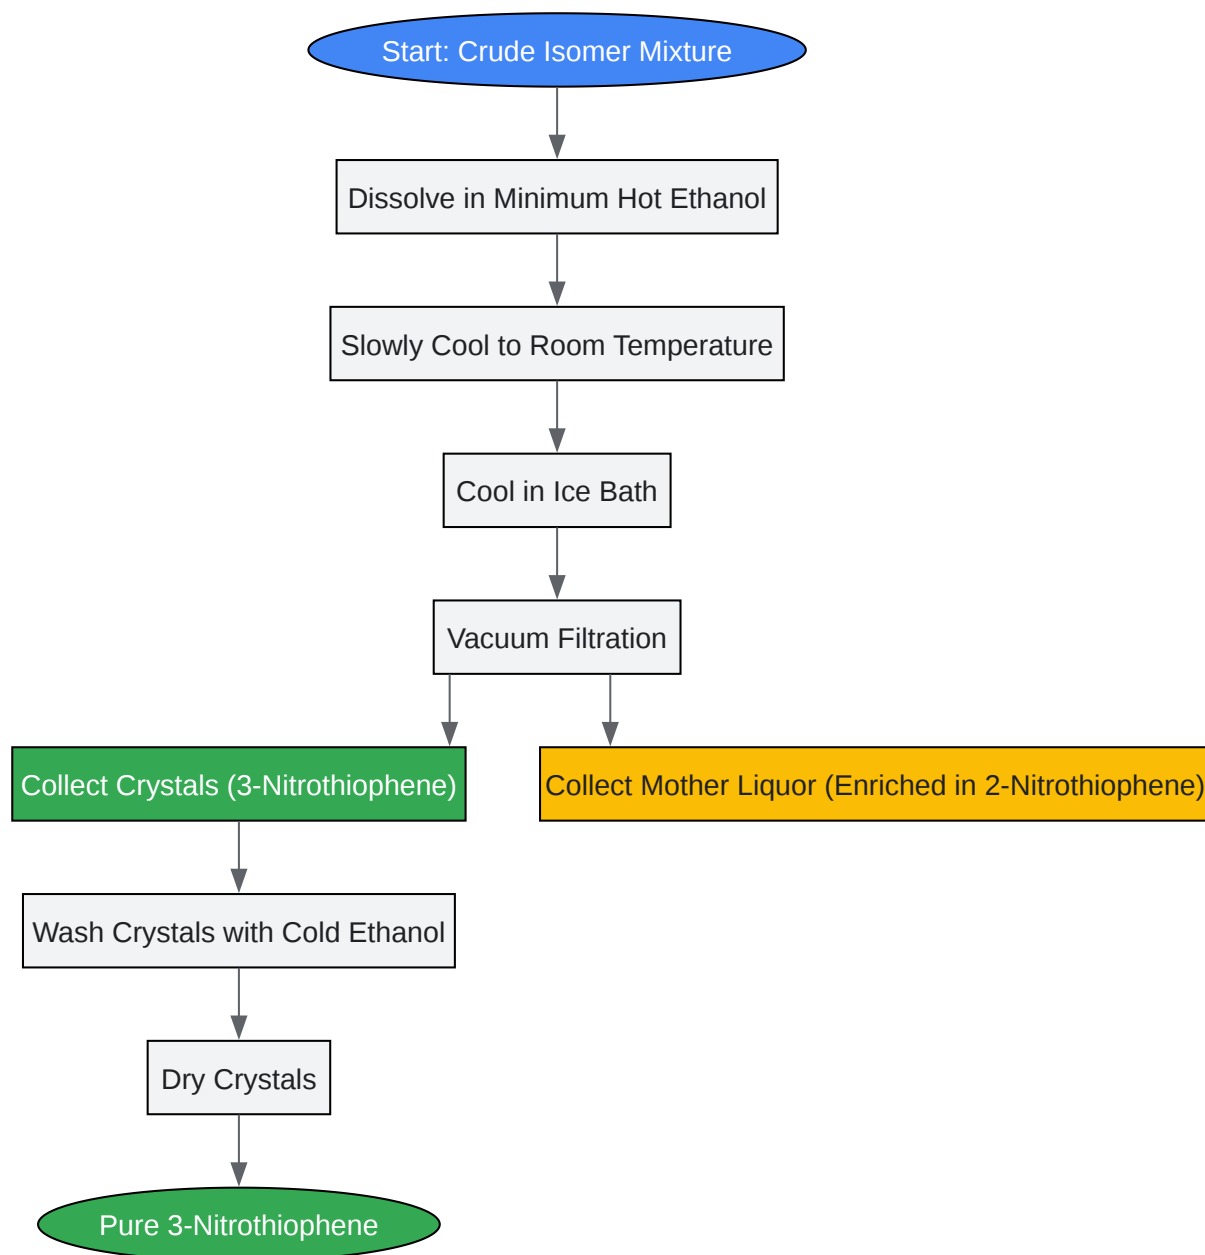 Start: Crude Isomer Mixture
Dissolve in Minimum Hot Ethanol
Slowly Cool to Room Temperature
Cool in Ice Bath
Vacuum Filtration
Collect Crystals (3-Nitrothiophene)
Collect Mother Liquor (Enriched in 2-Nitrothiophene)
Wash Crystals with Cold Ethanol
Dry Crystals
Pure 3-Nitrothiophene